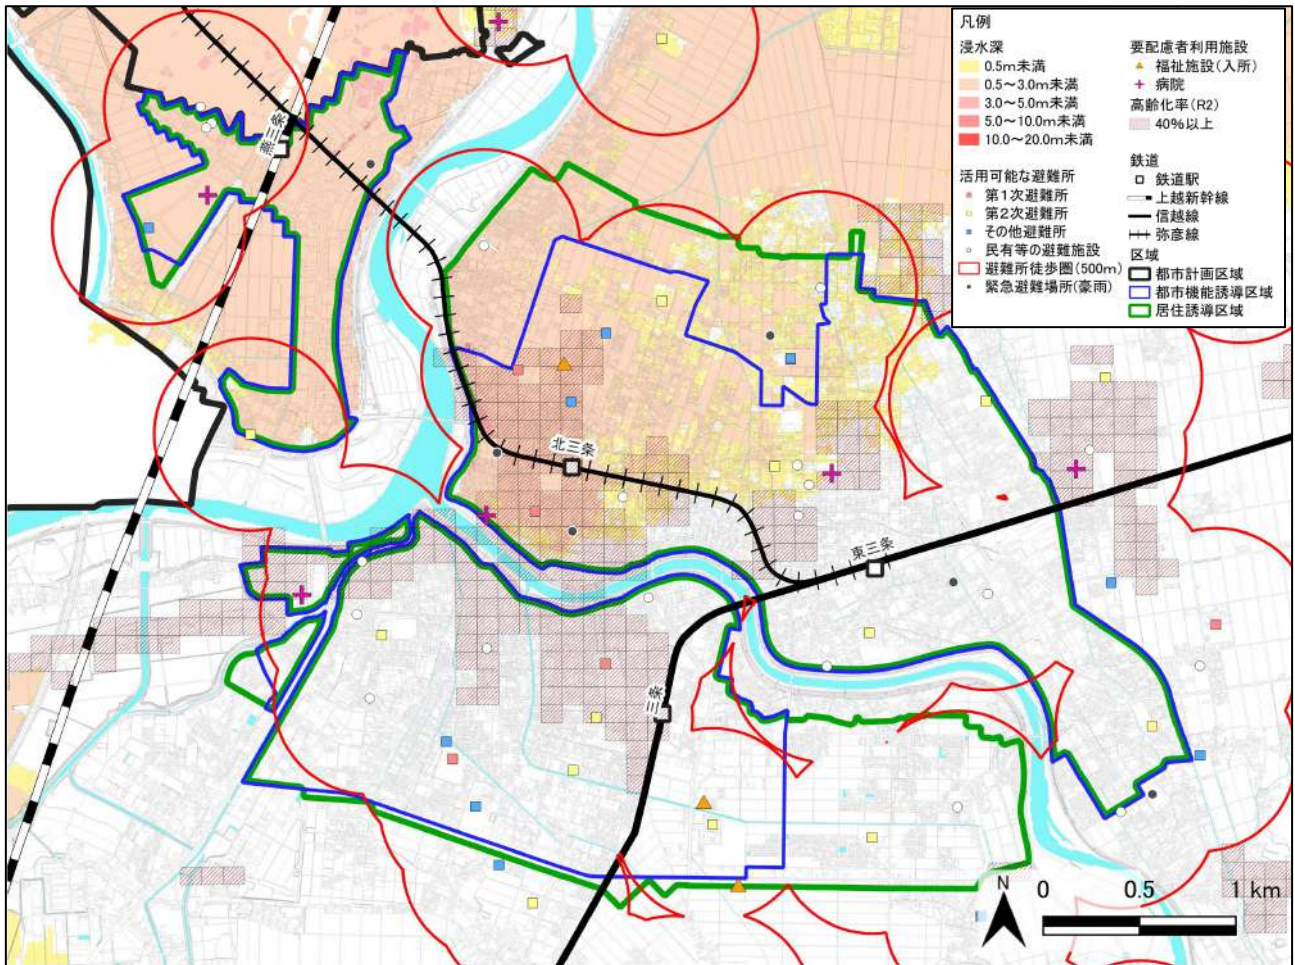 凡例
浸水深
0.5m未満
0.5～3.0m未満
3.0～5.0m未満
5.0～10.0m未満
10.0～20.0m未満
活用可能な避難所
第1次避難所
第2次避難所
その他避難所
民有等の避難施設
避難所徒歩圏(500m)
緊急避難場所(豪雨)
要配慮者利用施設
福祉施設(入所)
病院
高齢化率(R2)
40%以上
鉄道
鉄道駅
上越新幹線
信越線
弥彦線
区域
都市計画区域
都市機能誘導区域
居住誘導区域
燕三条
北三条
東三条
三条
N
0 0.5 1 km